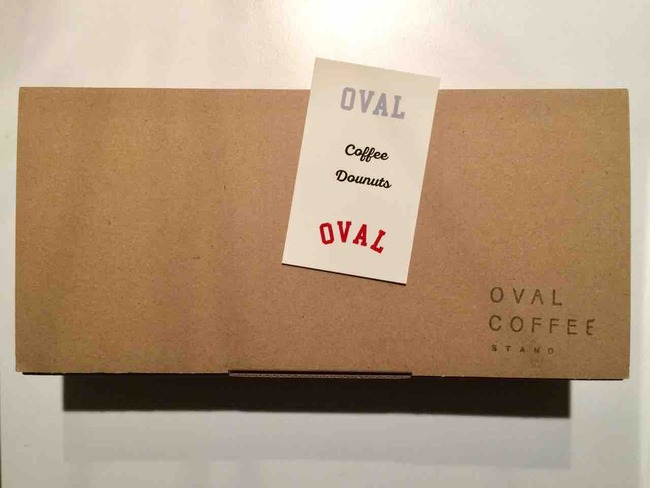 OVAL
Coffee
Dounuts
OVAL
OVAL
COFFEE
STAND